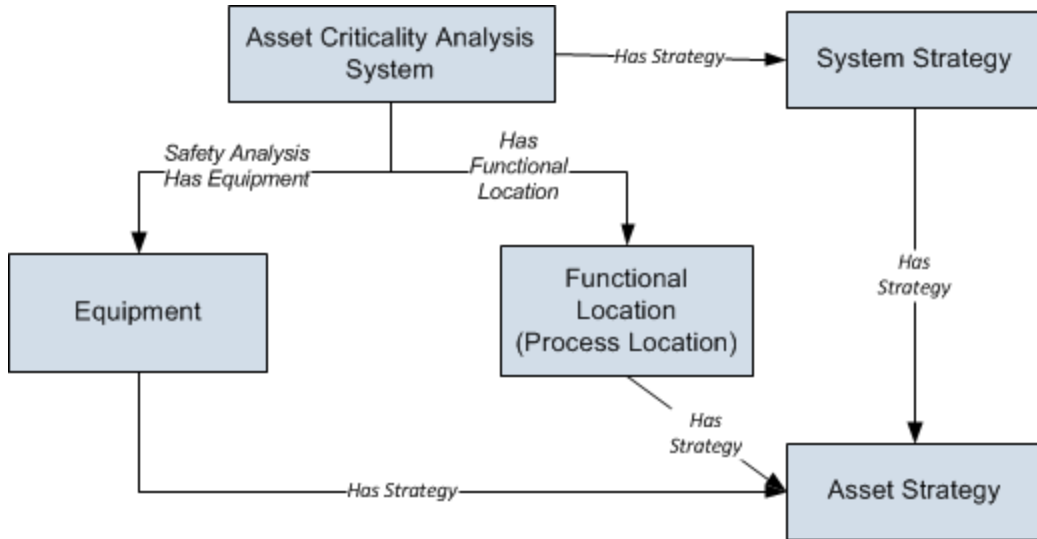 Asset Criticality Analysis
System
Has Strategy
System Strategy
Safety Analysis
Has Equipment
Has
Functional
Location
Equipment
Functional
Location
(Process Location)
Has
Strategy
Has
Strategy
Has Strategy
Asset Strategy